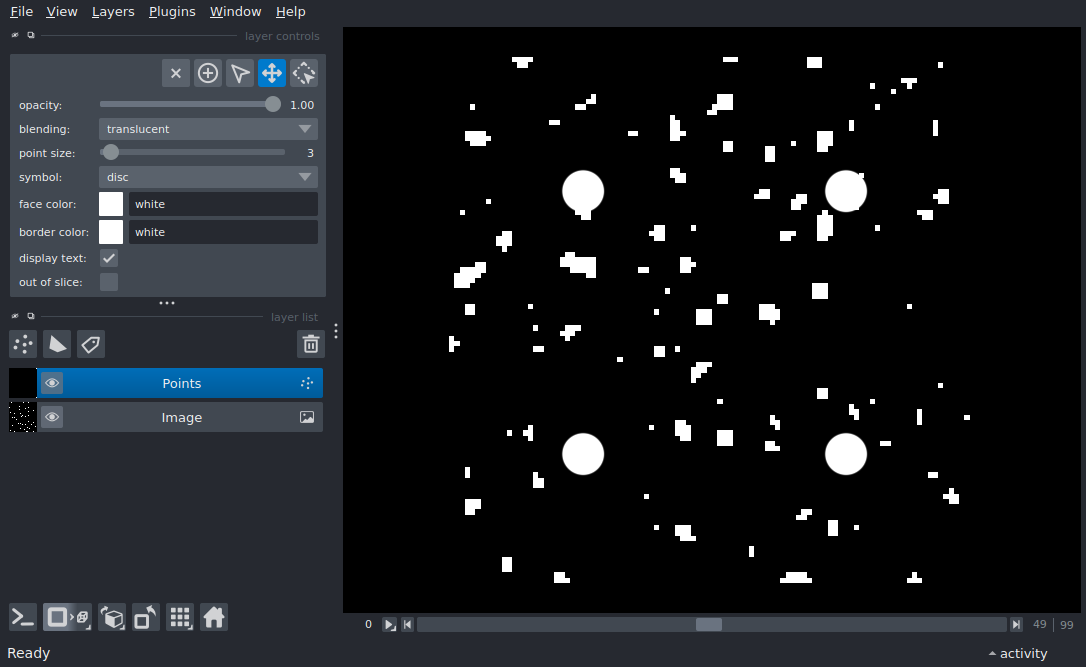 File View Layers Plugins Window Help
layer controls
opacity: 1.00
blending: translucent
point size: 3
symbol: disc
face color: white
border color: white
display text:
out of slice:
layer list
Points
Image
0 49 99
Ready activity